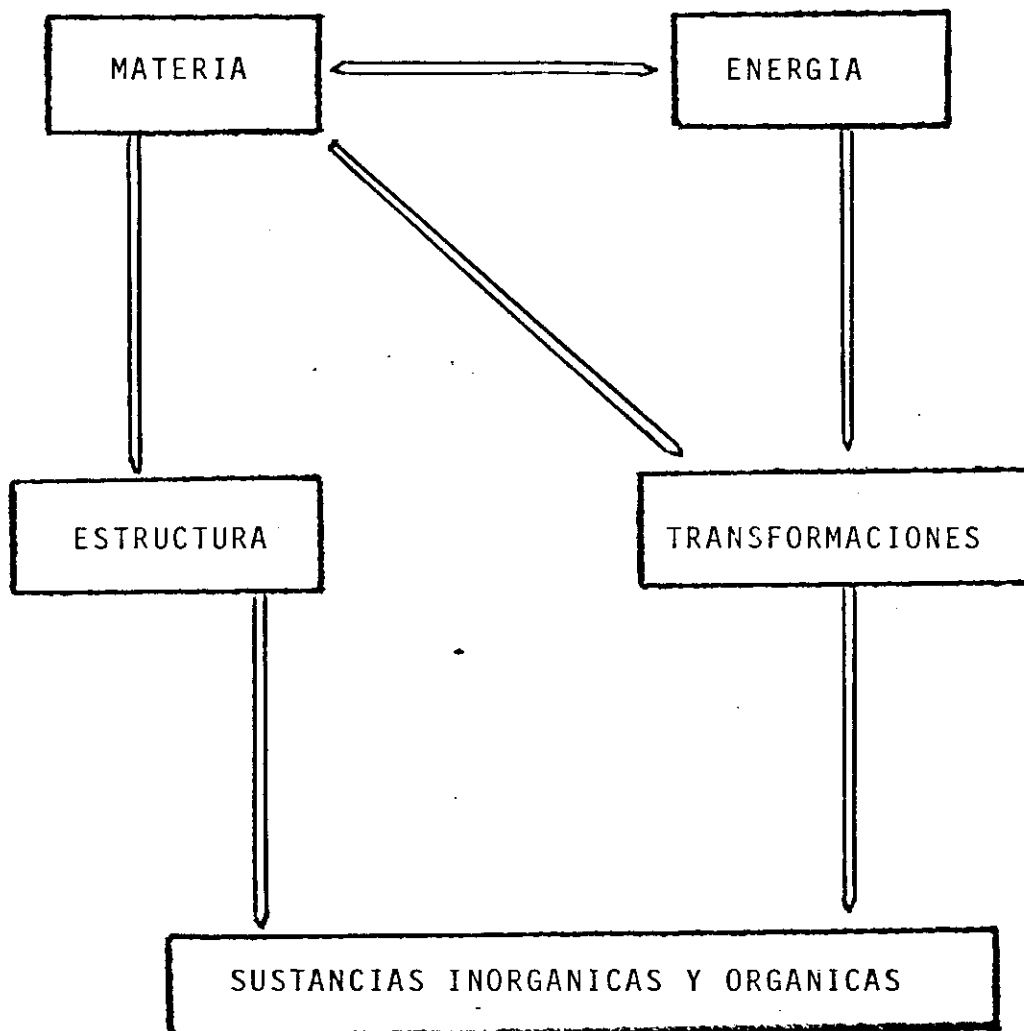 MATERIA
ENERGIA
ESTRUCTURA
TRANSFORMACIONES
SUSTANCIAS INORGANICAS Y ORGANICAS